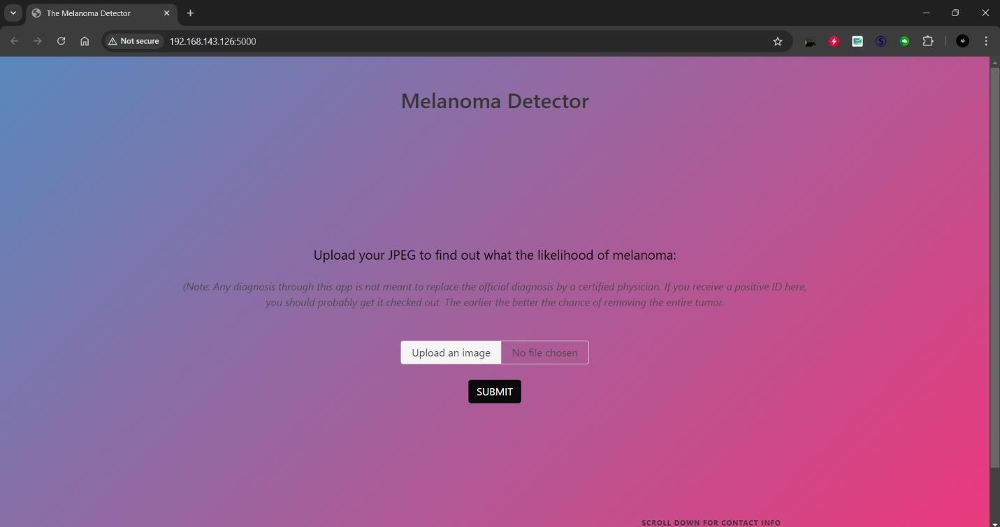 The Melanoma Detector
Not secure
192.168.143.126:5000
Melanoma Detector
Upload your JPEG to find out what the likelihood of melanoma:
(Note: Any diagnosis through this app is not meant to replace the official diagnosis by a certified physician. If you receive a positive ID here,
you should probably get it checked out. The earlier the better the chance of removing the entire tumor.
Upload an image No file chosen
SUBMIT
SCROLL DOWN FOR CONTACT INFO